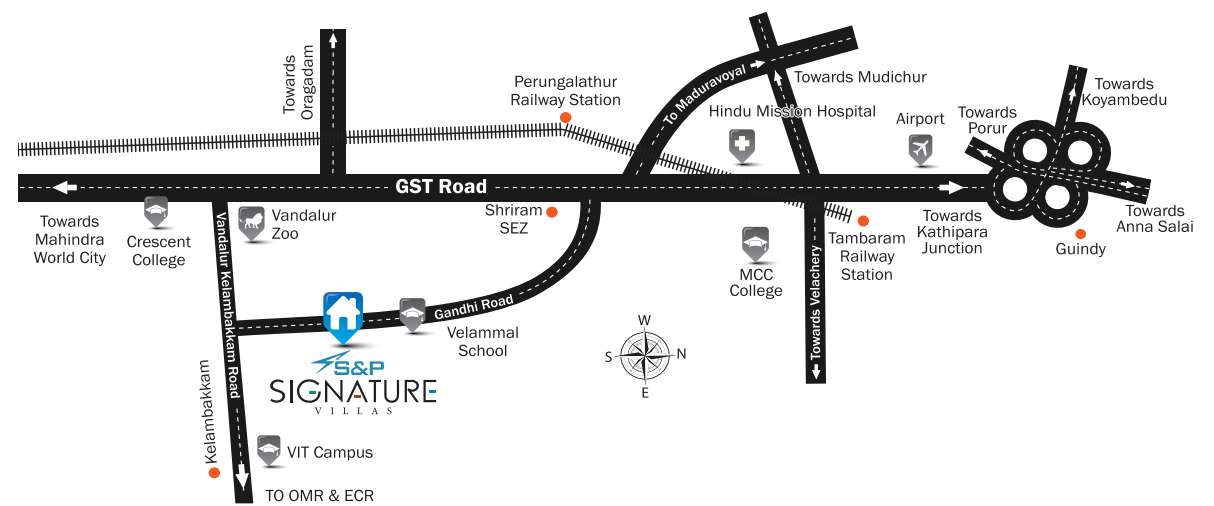 Towards
Oragadam
Perungalathur
Railway Station
To Maduravoyal
Towards Mudichur
Hindu Mission Hospital
Airport
Towards
Porur
Towards
Koyambedu
GST Road
Towards
Mahindra
World City
Crescent
College
Vandalur
Zoo
Shriram
SEZ
MCC
College
Tambaram
Railway
Station
Towards
Kathipara
Junction
Guindy
Towards
Anna Salai
Vandalur Kelambakkam Road
Gandhi Road
Velammal
School
Towards Velachery
W
S
N
E
S&P
SIGNATURE
VILLAS
Kelambakkam
VIT Campus
TO OMR & ECR